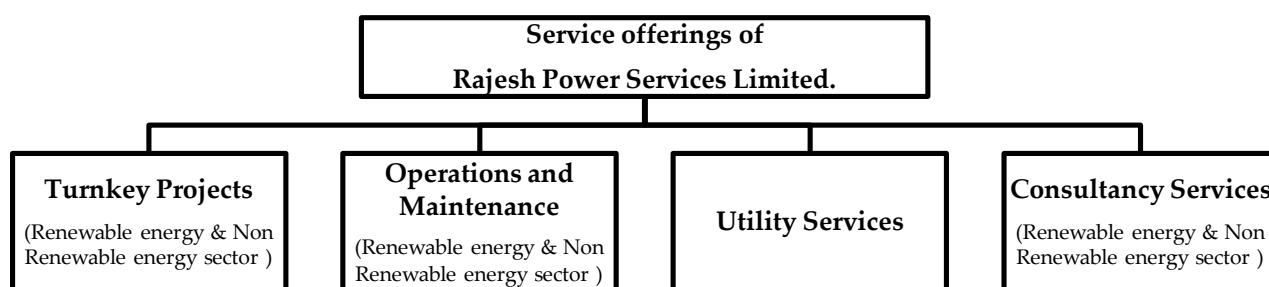 Service offerings of
Rajesh Power Services Limited.
Turnkey Projects
(Renewable energy & Non
Renewable energy sector )
Operations and
Maintenance
(Renewable energy & Non
Renewable energy sector )
Utility Services
Consultancy Services
(Renewable energy & Non
Renewable energy sector )